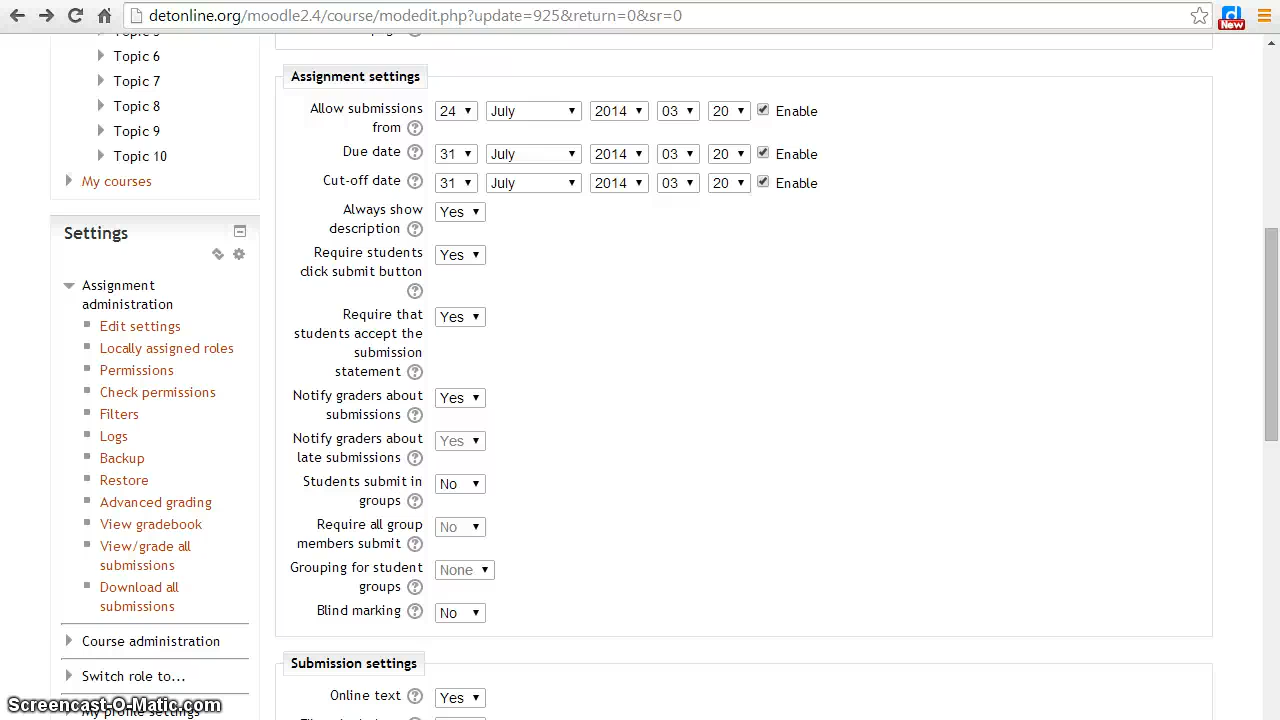 detonline.org/moodle2.4/course/modedit.php?update=925&return=0&sr=0
New
Topic 6
Topic 7
Topic 8
Topic 9
Topic 10
My courses
Settings
Assignment
administration
Edit settings
Locally assigned roles
Permissions
Check permissions
Filters
Logs
Backup
Restore
Advanced grading
View gradebook
View/grade all
submissions
Download all
submissions
Course administration
Switch role to...
My profile settings
Assignment settings
Allow submissions
from
24 July 2014 03 20 Enable
Due date 31 July 2014 03 20 Enable
Cut-off date 31 July 2014 03 20 Enable
Always show
description
Yes
Require students
click submit button
Yes
Require that
students accept the
submission
statement
Yes
Notify graders about
submissions
Yes
Notify graders about
late submissions
Yes
Students submit in
groups
No
Require all group
members submit
No
Grouping for student
groups
None
Blind marking No
Submission settings
Online text Yes
Screencast-O-Matic.com